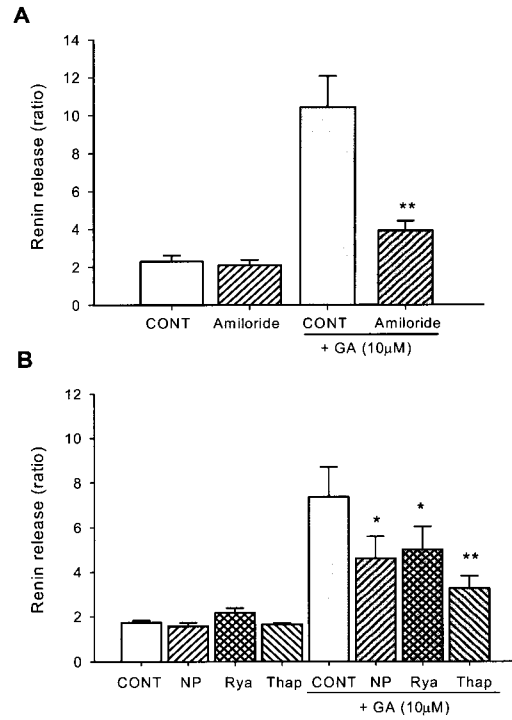 A
Renin release (ratio)
14
12
10
8
6
4
2
0
**
CONT Amiloride CONT Amiloride
+ GA (10μM)
B
Renin release (ratio)
12
10
8
6
4
2
0
* * **
CONT NP Rya Thap CONT NP Rya Thap
+ GA (10μM)